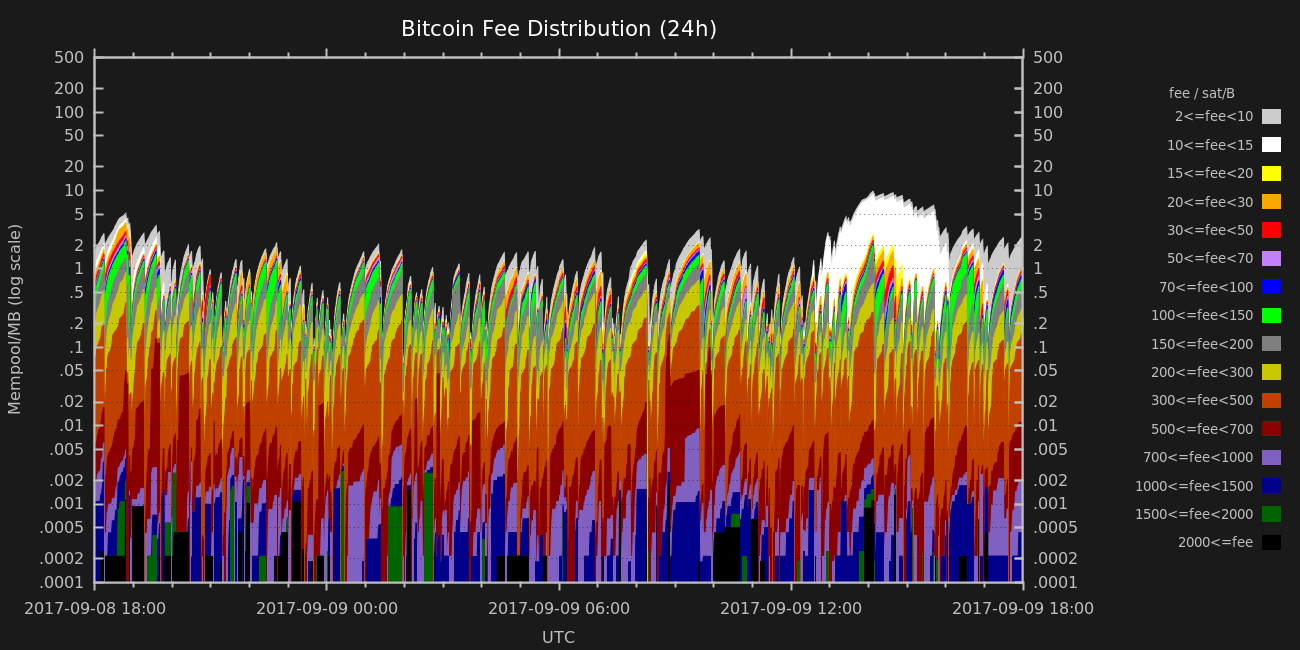 Bitcoin Fee Distribution (24h)
500
200
100
50
20
10
5
2
1
.5
.2
.1
.05
.02
.01
.005
.002
.001
.0005
.0002
.0001
Mempool/MB (log scale)
500
200
100
50
20
10
5
2
1
.5
.2
.1
.05
.02
.01
.005
.002
.001
.0005
.0002
.0001
2017-09-08 18:00 2017-09-09 00:00 2017-09-09 06:00 2017-09-09 12:00 2017-09-09 18:00
UTC
fee / sat/B
2<=fee<10
10<=fee<15
15<=fee<20
20<=fee<30
30<=fee<50
50<=fee<70
70<=fee<100
100<=fee<150
150<=fee<200
200<=fee<300
300<=fee<500
500<=fee<700
700<=fee<1000
1000<=fee<1500
1500<=fee<2000
2000<=fee